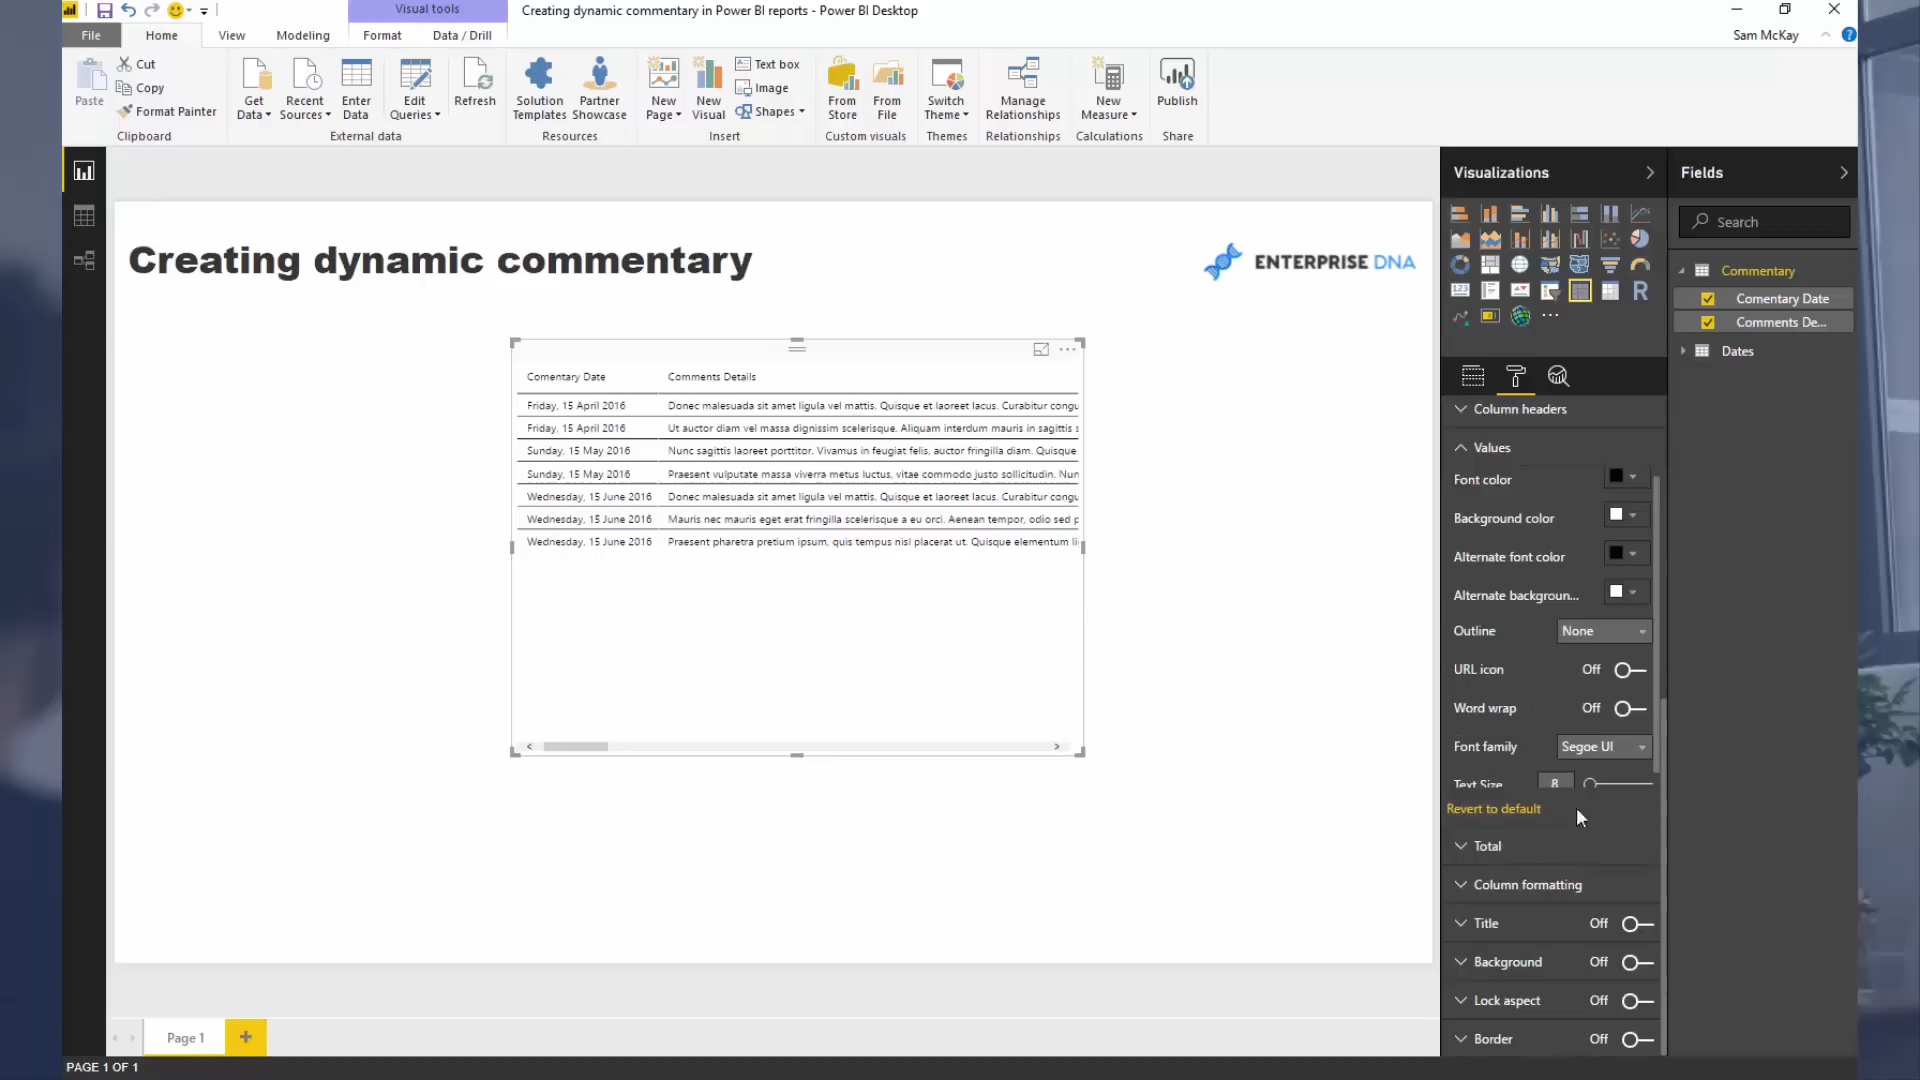 Visual tools
Creating dynamic commentary in Power BI reports - Power BI Desktop
File
Home
View
Modeling
Format
Data / Drill
Sam McKay
Paste
Cut
Copy
Format Painter
Clipboard
Get Data
Recent Sources
Enter Data
Edit Queries
Refresh
External data
Solution Templates
Partner Showcase
Resources
New Page
New Visual
Text box
Image
Shapes
Insert
From Store
From File
Custom visuals
Switch Theme
Themes
Manage Relationships
Relationships
New Measure
Calculations
Publish
Share
Creating dynamic commentary
ENTERPRISE DNA
Comentary Date Comments Details
Friday, 15 April 2016 Donec malesuada sit amet ligula vel mattis. Quisque et laoreet lacus. Curabitur congu
Friday, 15 April 2016 Ut auctor diam vel massa dignissim scelerisque. Aliquam interdum mauris in sagittis s
Sunday, 15 May 2016 Nunc sagittis laoreet porttitor. Vivamus in feugiat felis, auctor fringilla diam. Quisque
Sunday, 15 May 2016 Praesent vulputate massa viverra metus luctus, vitae commodo justo sollicitudin. Nun
Wednesday, 15 June 2016 Donec malesuada sit amet ligula vel mattis. Quisque et laoreet lacus. Curabitur congu
Wednesday, 15 June 2016 Mauris nec mauris eget erat fringilla scelerisque a eu orci. Aenean tempor, odio sed p
Wednesday, 15 June 2016 Praesent pharetra pretium ipsum, quis tempus nisl placerat ut. Quisque elementum li
Visualizations
123
R
Column headers
Values
Font color
Background color
Alternate font color
Alternate backgroun...
Outline None
URL icon Off
Word wrap Off
Font family Segoe UI
Text Size 8
Revert to default
Total
Column formatting
Title Off
Background Off
Lock aspect Off
Border Off
Fields
Search
Commentary
Comentary Date
Comments De...
Dates
Page 1
PAGE 1 OF 1